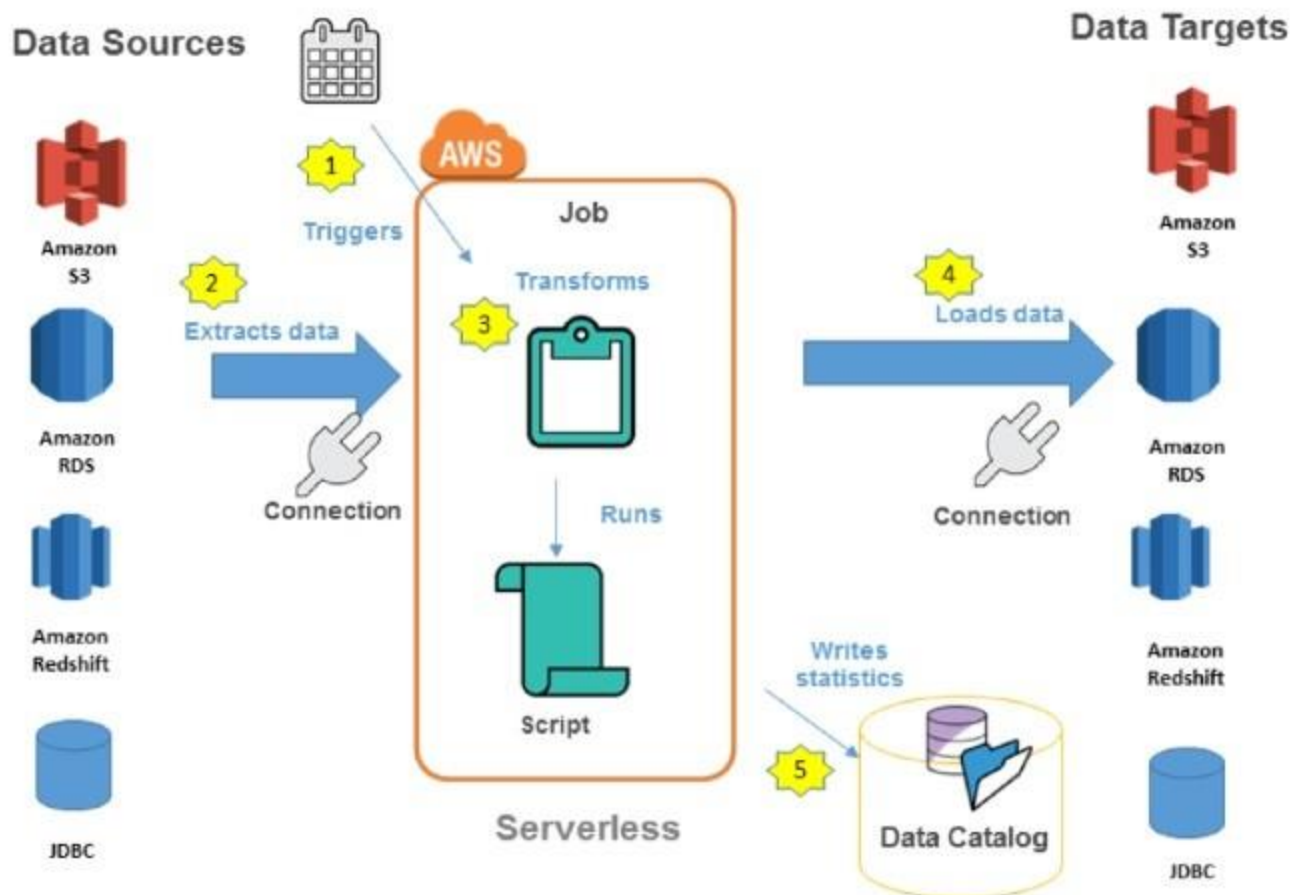 Data Sources
Data Targets
AWS
1
Triggers
Job
Amazon
S3
Amazon
S3
2
Extracts data
Transforms
3
4
Loads data
Amazon
RDS
Connection
Runs
Connection
Amazon
RDS
Amazon
Redshift
Script
Writes
statistics
Amazon
Redshift
5
Serverless
Data Catalog
JDBC
JDBC